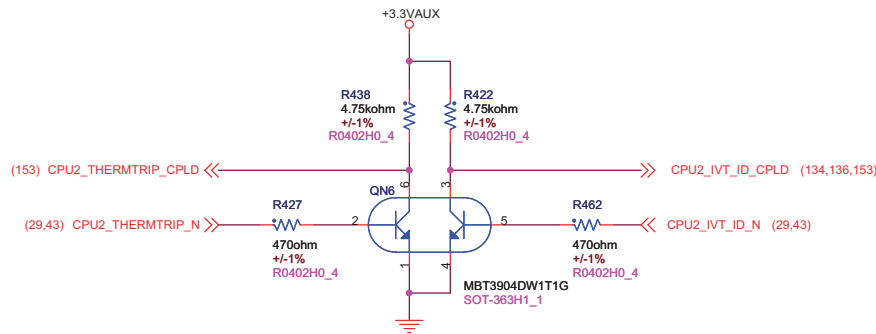 +3.3VAUX
R438
4.75kohm
+/-1%
R0402H0_4
R422
4.75kohm
+/-1%
R0402H0_4
(153) CPU2_THERMTRIP_CPLD
CPU2_IVT_ID_CPLD (134,136,153)
QN6
6
3
R427
R462
(29,43) CPU2_THERMTRIP_N
2
5
CPU2_IVT_ID_N (29,43)
470ohm
+/-1%
R0402H0_4
470ohm
+/-1%
R0402H0_4
1
4
MBT3904DW1T1G
SOT-363H1_1